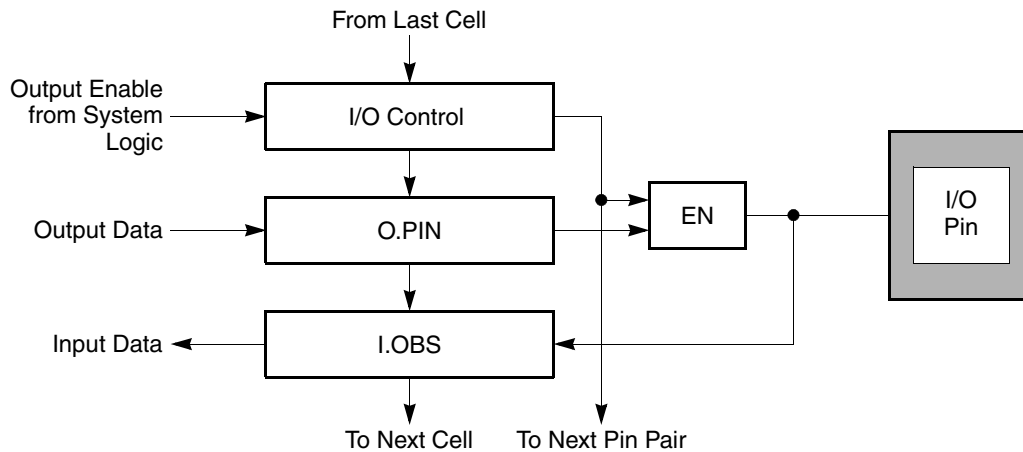 From Last Cell
Output Enable
from System
Logic
I/O Control
Output Data
O.PIN
EN
I/O
Pin
Input Data
I.OBS
To Next Cell
To Next Pin Pair